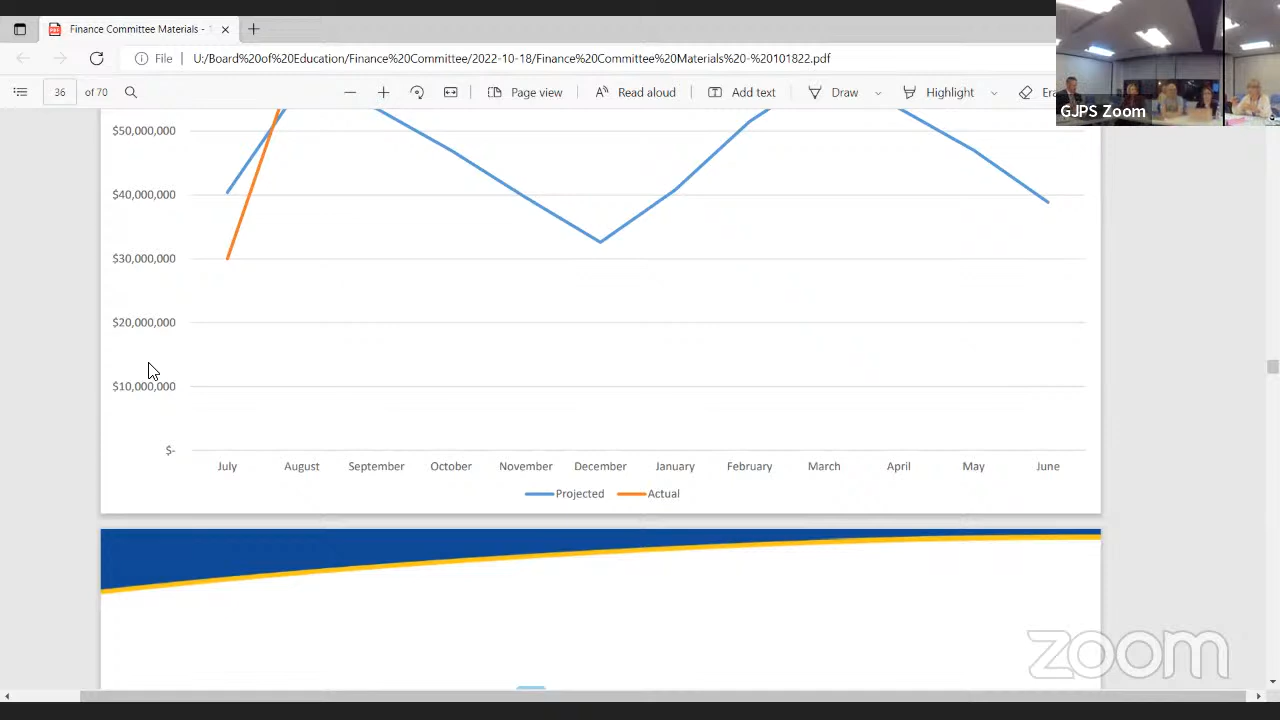 Finance Committee Materials -
File
U:/Board%20of%20Education/Finance%20Committee/2022-10-18/Finance%20Committee%20Materials%20-%20101822.pdf
36 of 70
Page view
Read aloud
Add text
Draw
Highlight
Era
GJPS Zoom
$50,000,000
$40,000,000
$30,000,000
$20,000,000
$10,000,000
$-
July August September October November December January February March April May June
Projected Actual
zoom